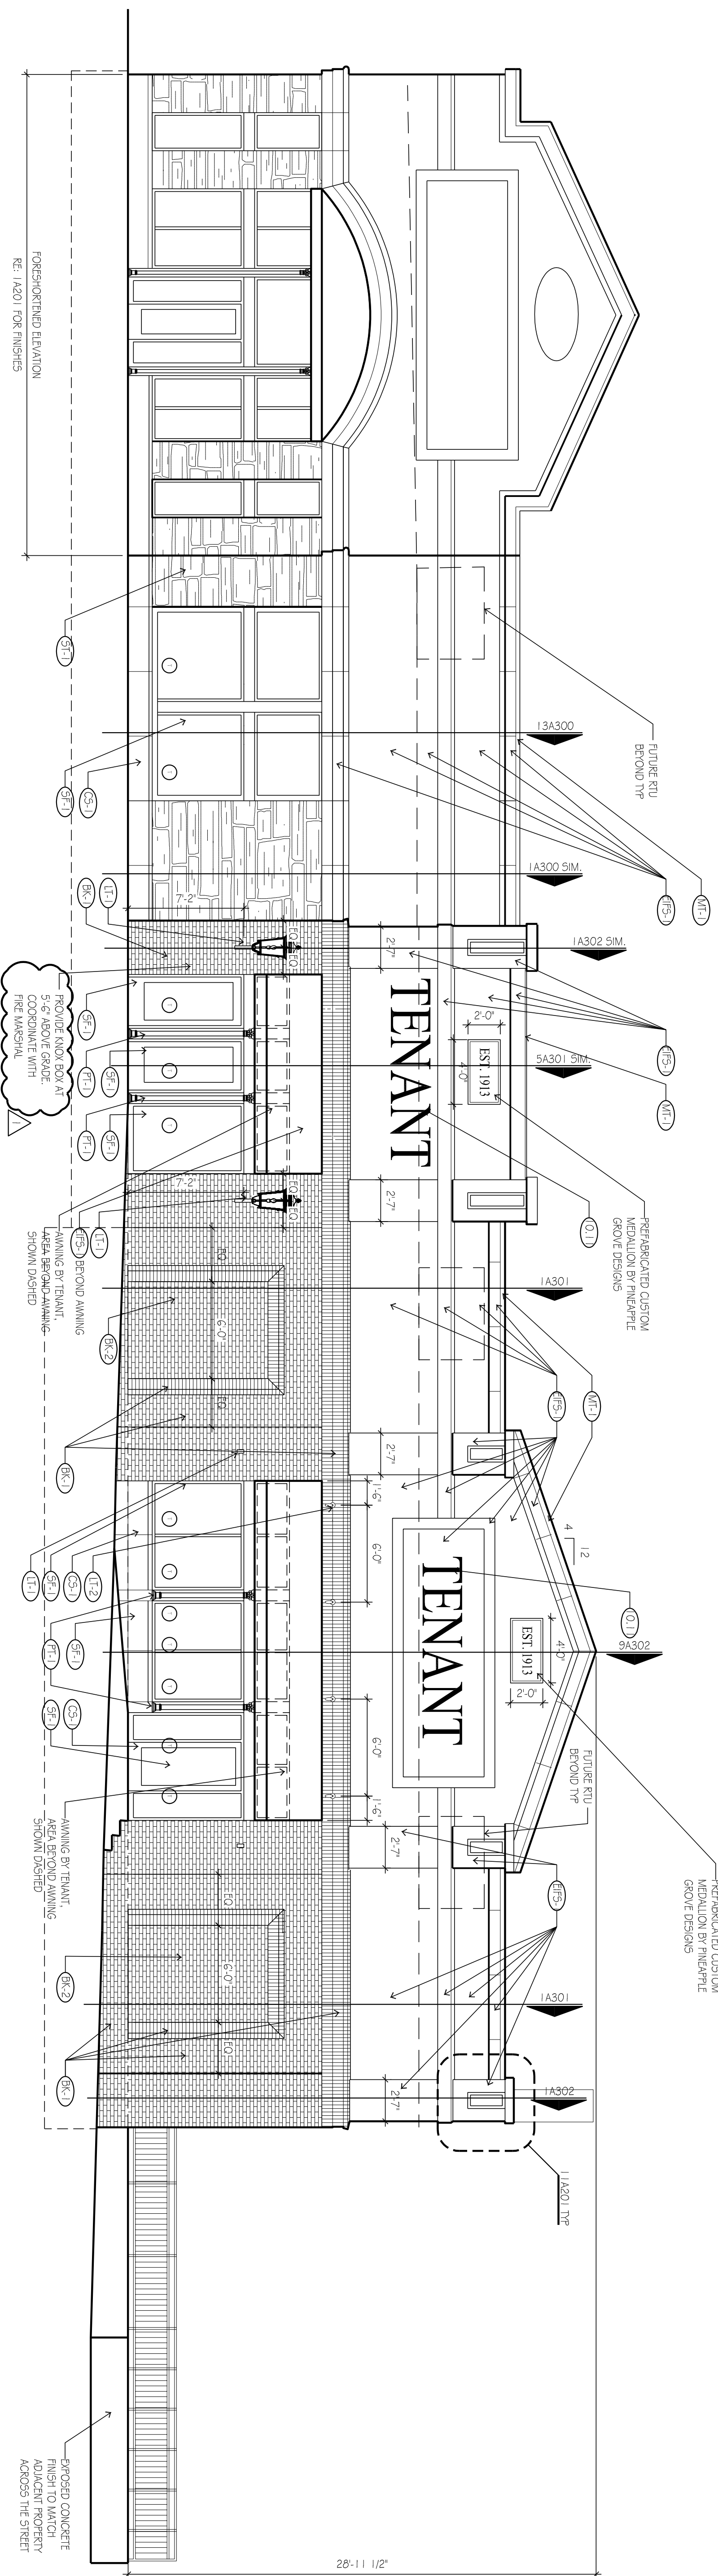 FORESHORTENED ELEVATION
RE: 1A201 FOR FINISHES
ST-1
FUTURE RTU
BEYOND TYP
13A300
MT-1
EIFS-1
1A300 SIM.
SF-1
CS-1
BK-1
LT-1
7'-2"
EQ
EQ
2'-7"
1A302 SIM.
EIFS-1
MT-1
PROVIDE KNOX BOX AT
5'-6" ABOVE GRADE.
COORDINATE WITH
FIRE MARSHAL
1
SF-1
PT-1
SF-1
PT-1
SF-1
T
T
T
T
T
TENANT
2'-0"
EST. 1913
4'-0"
5A301 SIM.
10.11
PREFABRICATED CUSTOM
MEDALLION BY PINEAPPLE
GROVE DESIGNS
7'-2"
EQ
EQ
2'-7"
LT-1
EIFS-1 BEYOND AWNING
AWNING BY TENANT,
AREA BEYOND AWNING
SHOWN DASHED
EQ
6'-0"
EQ
BK-2
BK-1
1A301
MT-1
EIFS-1
2'-7"
1'-6"
6'-0"
6'-0"
1'-6"
LT-1
SF-1
CS-1
LT-2
PT-1
SF-1
SF-1
CS-1
T
T
T
T
T
T
T
TENANT
EST. 1913
4'-0"
2'-0"
4
12
10.11
9A302
FUTURE RTU
BEYOND TYP
PREFABRICATED CUSTOM
MEDALLION BY PINEAPPLE
GROVE DESIGNS
AWNING BY TENANT,
AREA BEYOND AWNING
SHOWN DASHED
2'-7"
EIFS-1
EQ
6'-0"
EQ
BK-2
BK-1
1A301
2'-7"
1A302
11A201 TYP
EXPOSED CONCRETE
FINISH TO MATCH
ADJACENT PROPERTY
ACROSS THE STREET
28'-11 1/2"